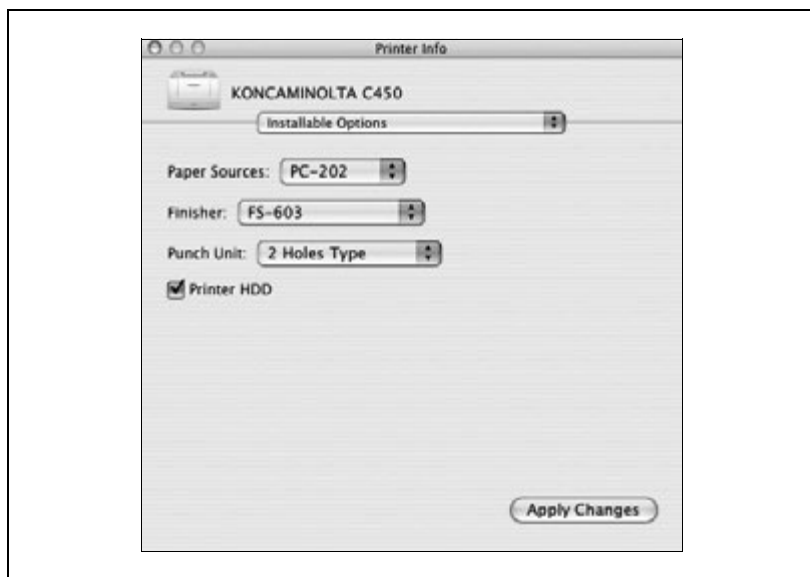 Printer Info
KONCAMINOLTA C450
Installable Options
Paper Sources: PC-202
Finisher: FS-603
Punch Unit: 2 Holes Type
Printer HDD
Apply Changes